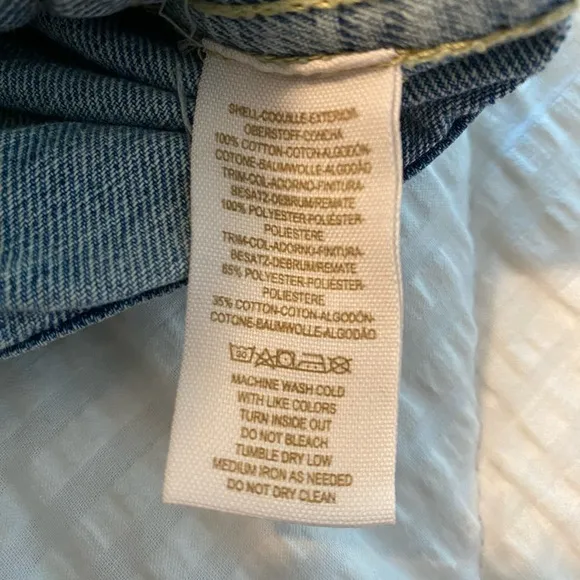 SHELL-COQUILLE-EXTERIOR
OBERSTOFF-CONCHA
100% COTTON-COTON-ALGODÓN-
COTONE-BAUMWOLLE-ALGODÃO
TRIM-COL-ADORNO-FINITURA-
BESATZ-DEBRUM/REMATE
100% POLYESTER-POLIÉSTER-
POLIESTERE
TRIM-COL-ADORNO-FINITURA-
BESATZ-DEBRUM/REMATE
65% POLYESTER-POLIÉSTER-
POLIESTERE
35% COTTON-COTON-ALGODÓN-
COTONE-BAUMWOLLE-ALGODÃO
30
MACHINE WASH COLD
WITH LIKE COLORS
TURN INSIDE OUT
DO NOT BLEACH
TUMBLE DRY LOW
MEDIUM IRON AS NEEDED
DO NOT DRY CLEAN